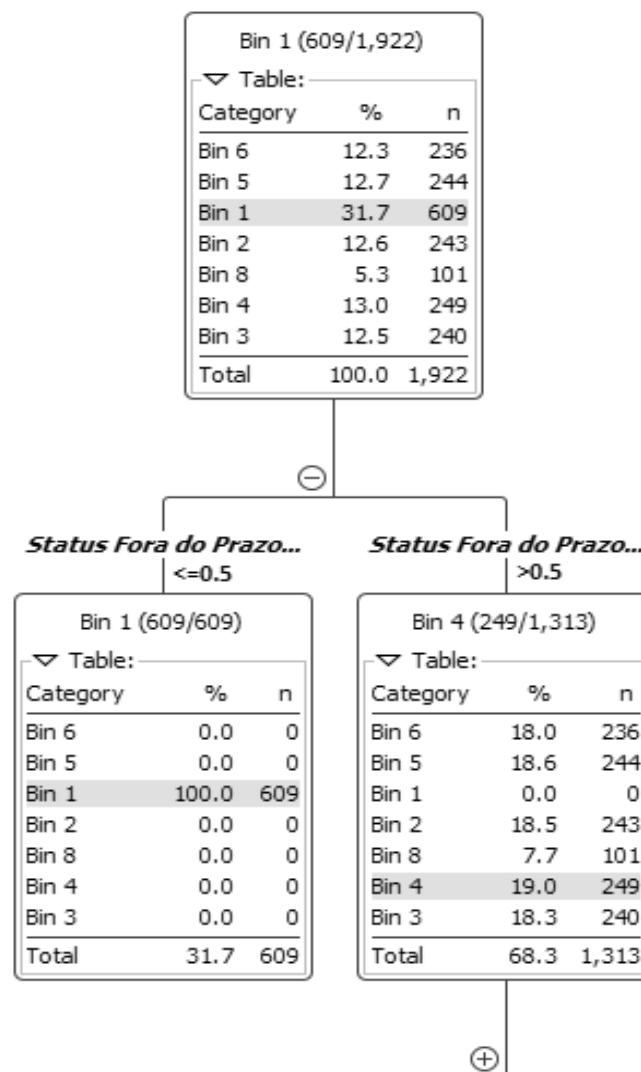 Bin 1 (609/1,922)
Table:
Category % n
Bin 6 12.3 236
Bin 5 12.7 244
Bin 1 31.7 609
Bin 2 12.6 243
Bin 8 5.3 101
Bin 4 13.0 249
Bin 3 12.5 240
Total 100.0 1,922
Status Fora do Prazo...
<=0.5
Bin 1 (609/609)
Table:
Category % n
Bin 6 0.0 0
Bin 5 0.0 0
Bin 1 100.0 609
Bin 2 0.0 0
Bin 8 0.0 0
Bin 4 0.0 0
Bin 3 0.0 0
Total 31.7 609
Status Fora do Prazo...
>0.5
Bin 4 (249/1,313)
Table:
Category % n
Bin 6 18.0 236
Bin 5 18.6 244
Bin 1 0.0 0
Bin 2 18.5 243
Bin 8 7.7 101
Bin 4 19.0 249
Bin 3 18.3 240
Total 68.3 1,313